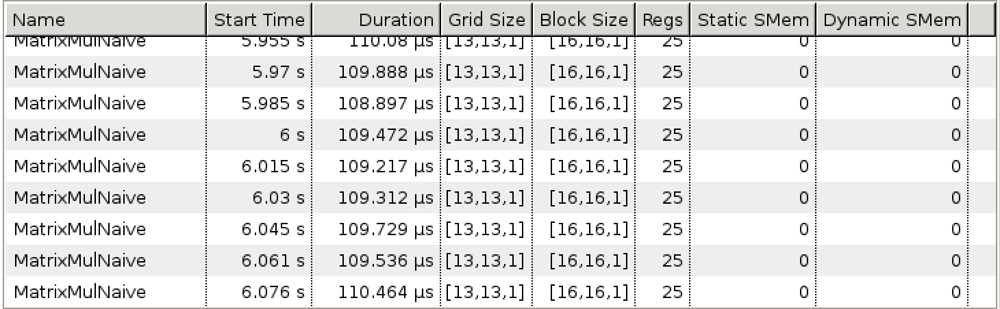 Name Start Time Duration Grid Size Block Size Regs Static SMem Dynamic SMem
MatrixMulNaive 5.955 s 110.08 µs [13,13,1] [16,16,1] 25 0 0
MatrixMulNaive 5.97 s 109.888 µs [13,13,1] [16,16,1] 25 0 0
MatrixMulNaive 5.985 s 108.897 µs [13,13,1] [16,16,1] 25 0 0
MatrixMulNaive 6 s 109.472 µs [13,13,1] [16,16,1] 25 0 0
MatrixMulNaive 6.015 s 109.217 µs [13,13,1] [16,16,1] 25 0 0
MatrixMulNaive 6.03 s 109.312 µs [13,13,1] [16,16,1] 25 0 0
MatrixMulNaive 6.045 s 109.729 µs [13,13,1] [16,16,1] 25 0 0
MatrixMulNaive 6.061 s 109.536 µs [13,13,1] [16,16,1] 25 0 0
MatrixMulNaive 6.076 s 110.464 µs [13,13,1] [16,16,1] 25 0 0